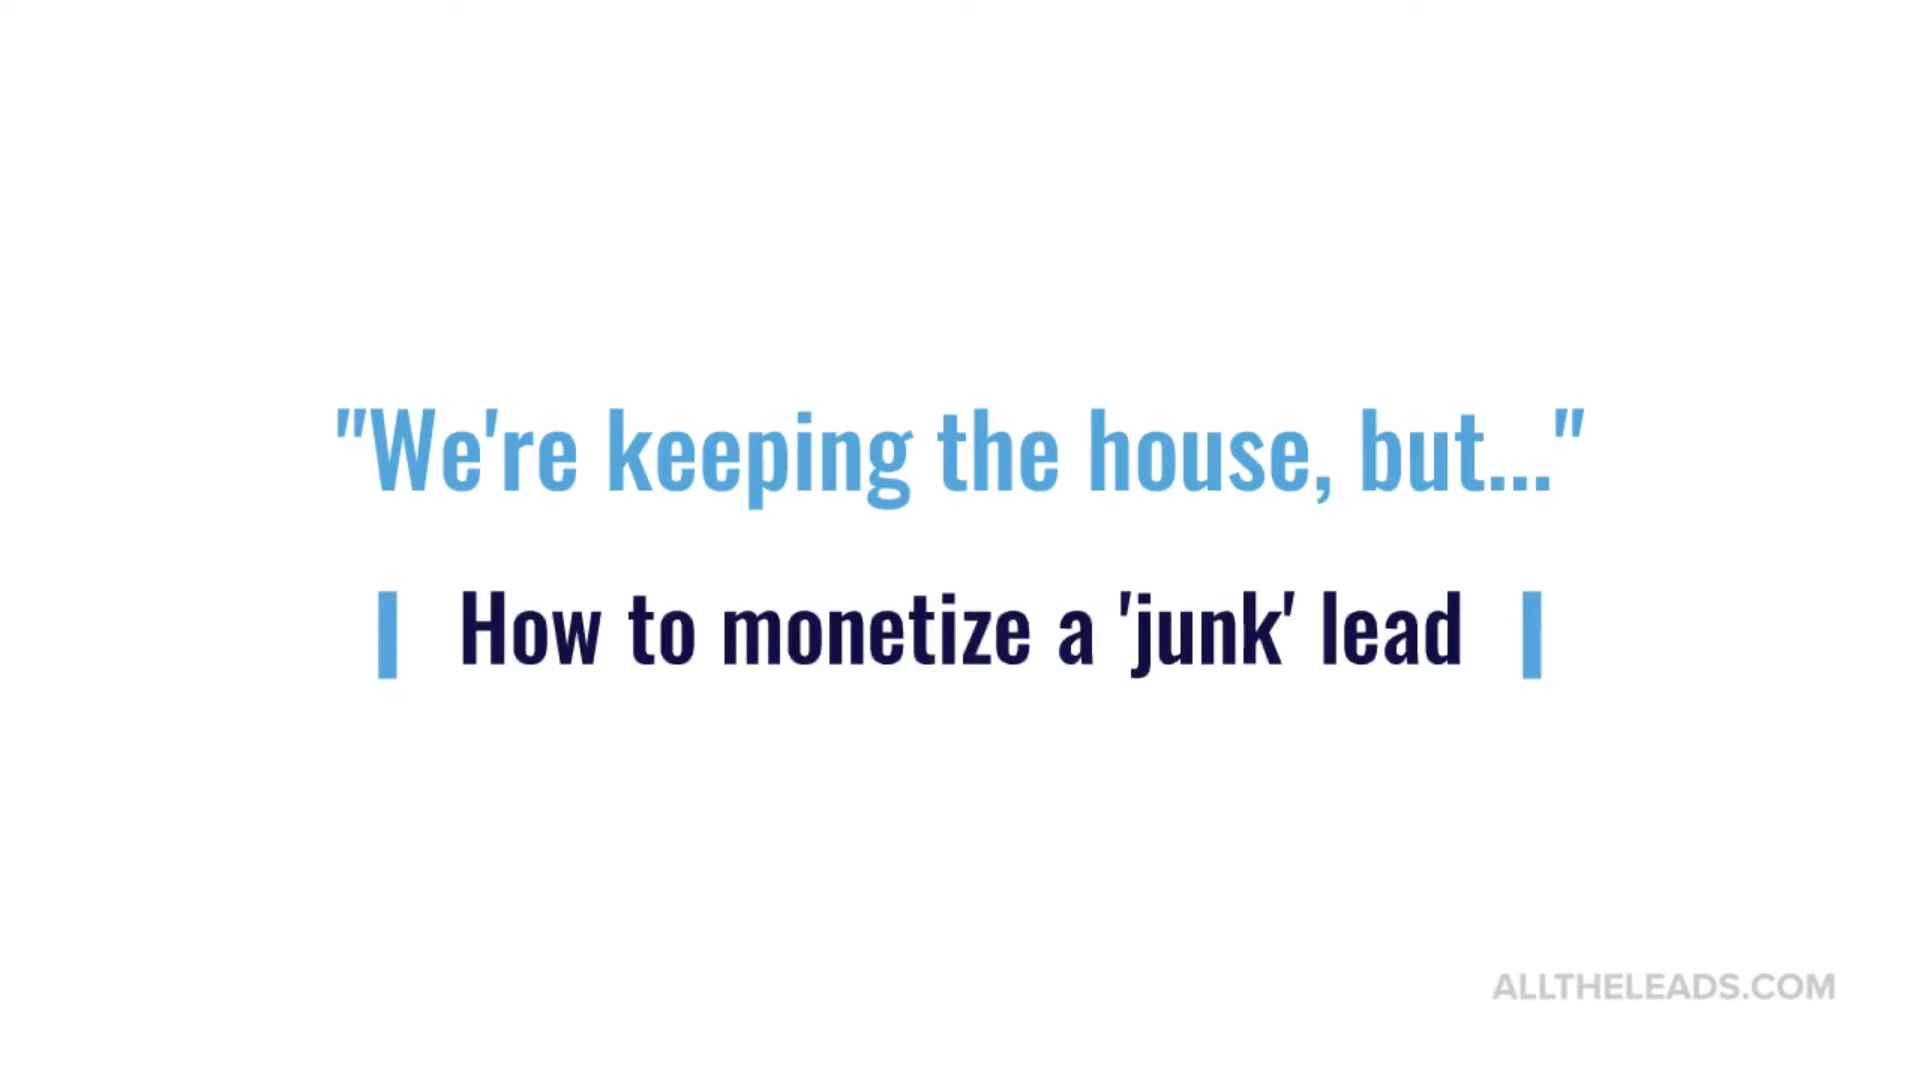 "We're keeping the house, but..."
How to monetize a 'junk' lead
ALLTHELEADS.COM